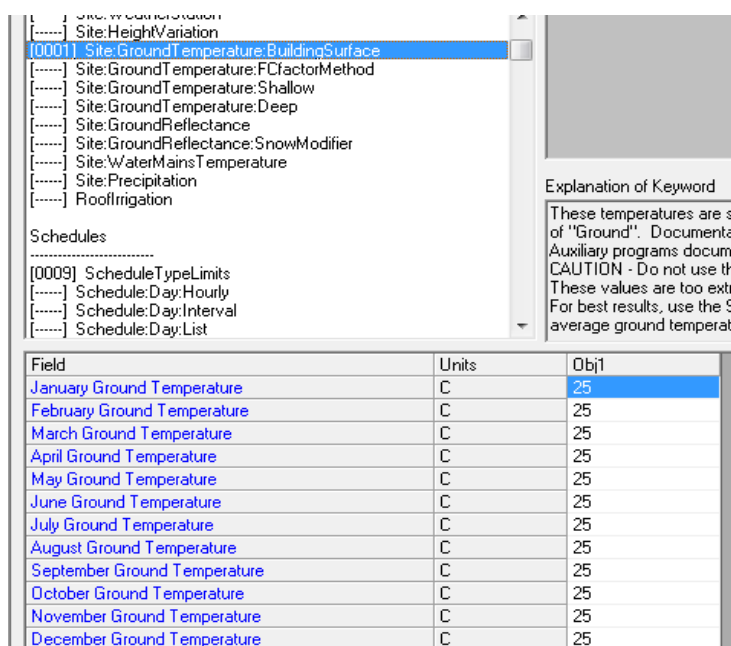 Site:WeatherStation
[------] Site:HeightVariation
[0001] Site:GroundTemperature:BuildingSurface
[------] Site:GroundTemperature:FCfactorMethod
[------] Site:GroundTemperature:Shallow
[------] Site:GroundTemperature:Deep
[------] Site:GroundReflectance
[------] Site:GroundReflectance:SnowModifier
[------] Site:WaterMainsTemperature
[------] Site:Precipitation
[------] RoofIrrigation
Schedules
--------------------------
[0009] ScheduleTypeLimits
[------] Schedule:Day:Hourly
[------] Schedule:Day:Interval
[------] Schedule:Day:List
Explanation of Keyword
These temperatures are s
of "Ground". Documenta
Auxiliary programs docum
CAUTION - Do not use th
These values are too extr
For best results, use the S
average ground temperat
Field Units Obj1
January Ground Temperature C 25
February Ground Temperature C 25
March Ground Temperature C 25
April Ground Temperature C 25
May Ground Temperature C 25
June Ground Temperature C 25
July Ground Temperature C 25
August Ground Temperature C 25
September Ground Temperature C 25
October Ground Temperature C 25
November Ground Temperature C 25
December Ground Temperature C 25